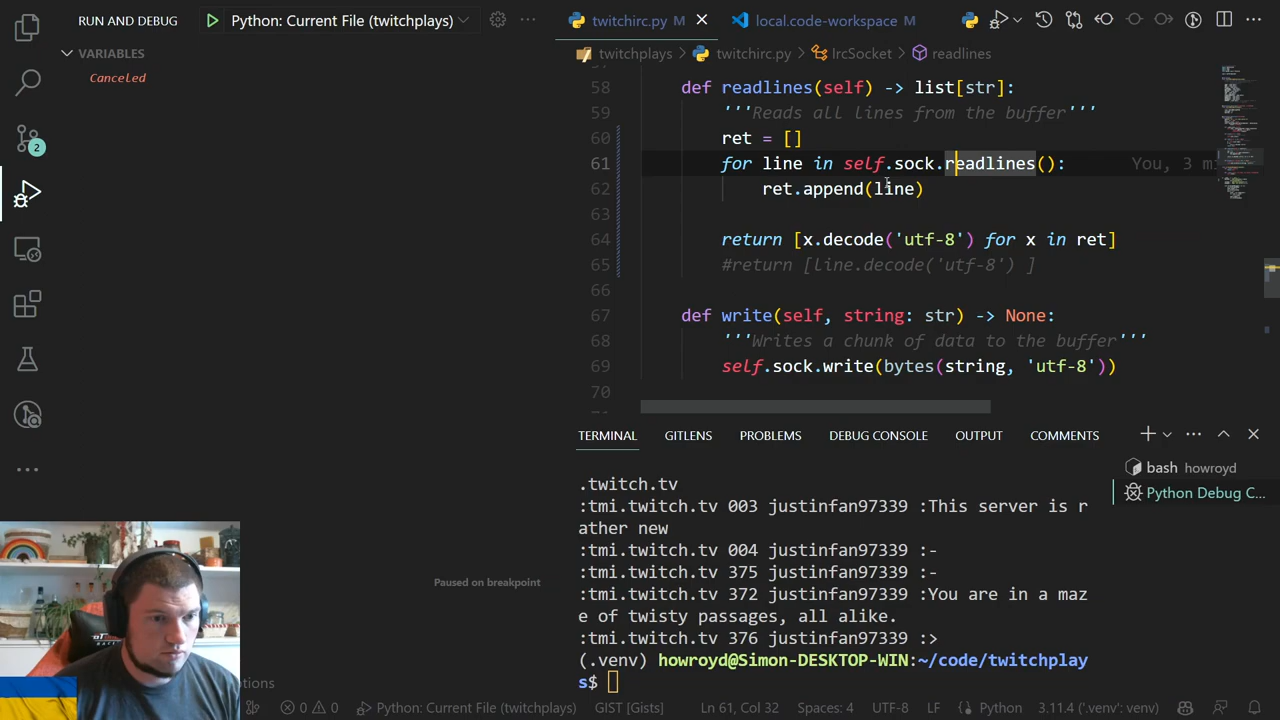 RUN AND DEBUG
Python: Current File (twitchplays)
twitchirc.py M
local.code-workspace M
VARIABLES
Canceled
twitchplays > twitchirc.py > IrcSocket > readlines
58 def readlines(self) -> list[str]:
59 '''Reads all lines from the buffer'''
60 ret = []
61 for line in self.sock.readlines(): You, 3 mi
62 ret.append(line)
63
64 return [x.decode('utf-8') for x in ret]
65 #return [line.decode('utf-8') ]
66
67 def write(self, string: str) -> None:
68 '''Writes a chunk of data to the buffer'''
69 self.sock.write(bytes(string, 'utf-8'))
70
2
TERMINAL GITLENS PROBLEMS DEBUG CONSOLE OUTPUT COMMENTS
bash howroyd
Python Debug C...
.twitch.tv
:tmi.twitch.tv 003 justinfan97339 :This server is r
ather new
:tmi.twitch.tv 004 justinfan97339 :-
:tmi.twitch.tv 375 justinfan97339 :-
:tmi.twitch.tv 372 justinfan97339 :You are in a maz
e of twisty passages, all alike.
:tmi.twitch.tv 376 justinfan97339 :>
(.venv) howroyd@Simon-DESKTOP-WIN:~/code/twitchplay
s$
Paused on breakpoint
0 0 Python: Current File (twitchplays) GIST [Gists] Ln 61, Col 32 Spaces: 4 UTF-8 LF Python 3.11.4 ('.venv': venv)